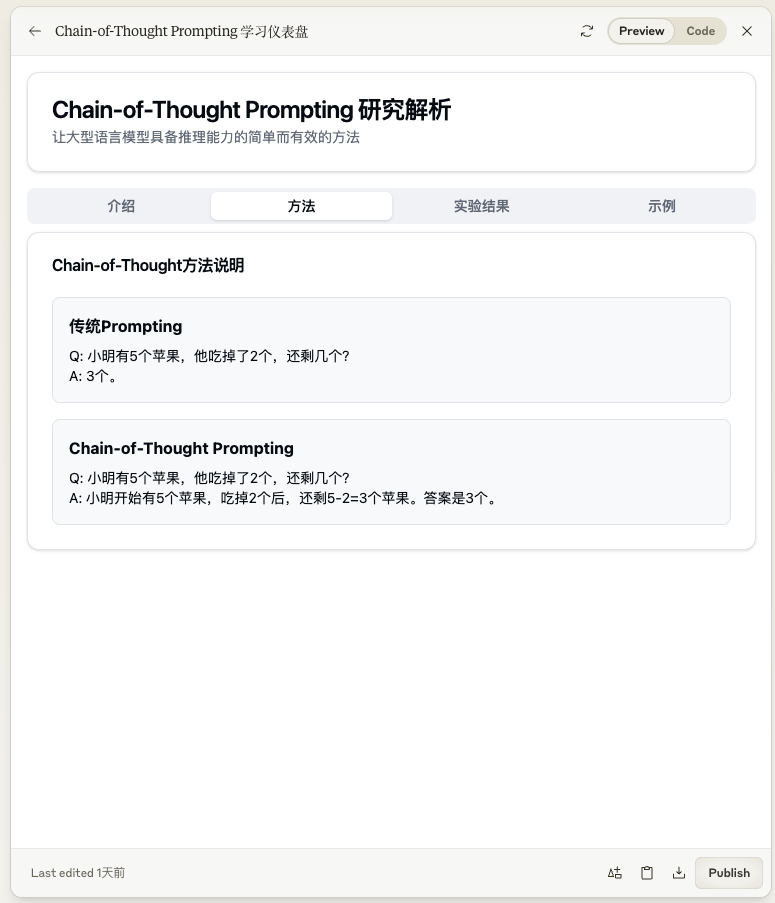 Chain-of-Thought Prompting 学习仪表盘
Preview
Code
Chain-of-Thought Prompting 研究解析
让大型语言模型具备推理能力的简单而有效的方法
介绍
方法
实验结果
示例
Chain-of-Thought方法说明
传统Prompting
Q: 小明有5个苹果，他吃掉了2个，还剩几个?
A: 3个。
Chain-of-Thought Prompting
Q: 小明有5个苹果，他吃掉了2个，还剩几个?
A: 小明开始有5个苹果，吃掉2个后，还剩5-2=3个苹果。答案是3个。
Last edited 1天前
Publish